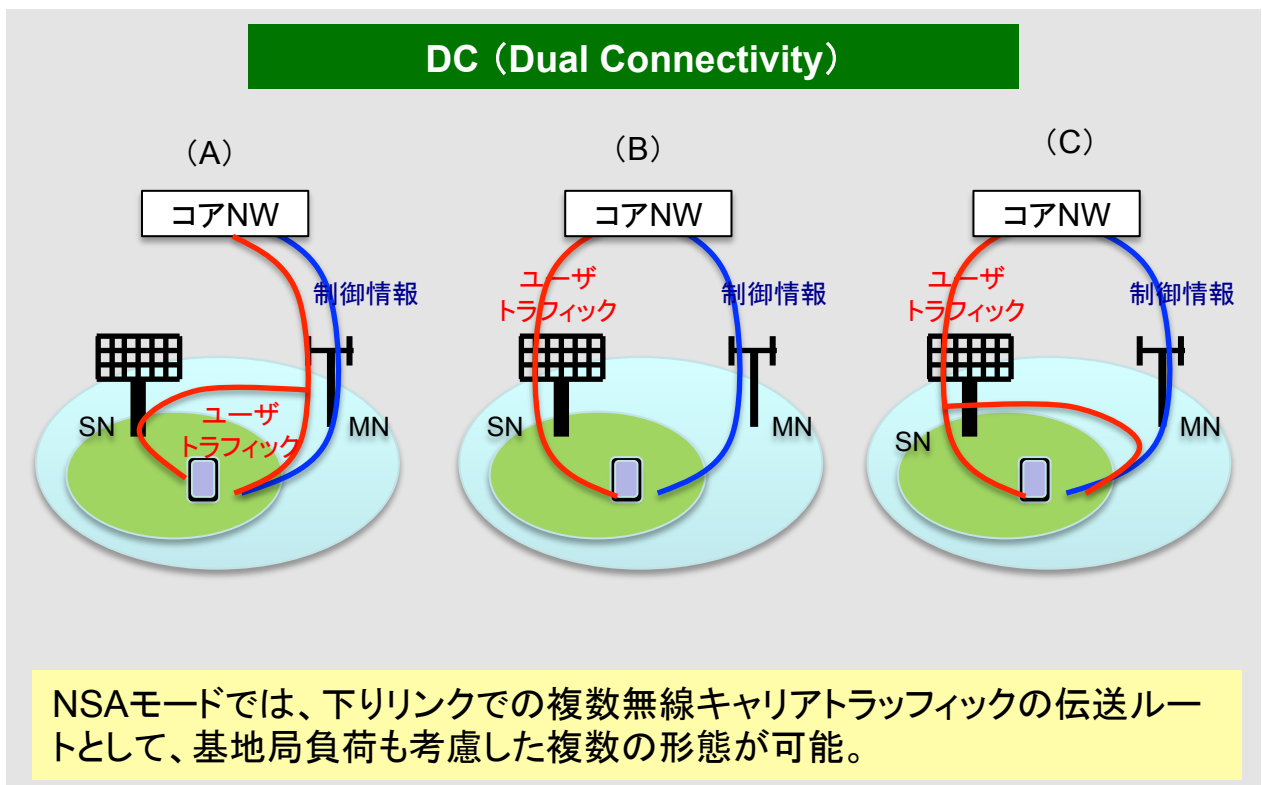 DC（Dual Connectivity）
（A）
コアNW
制御情報
ユーザ
トラフィック
SN
MN
（B）
コアNW
ユーザ
トラフィック
制御情報
SN
MN
（C）
コアNW
ユーザ
トラフィック
制御情報
SN
MN
NSAモードでは、下りリンクでの複数無線キャリアトラッフィックの伝送ルー
トとして、基地局負荷も考慮した複数の形態が可能。